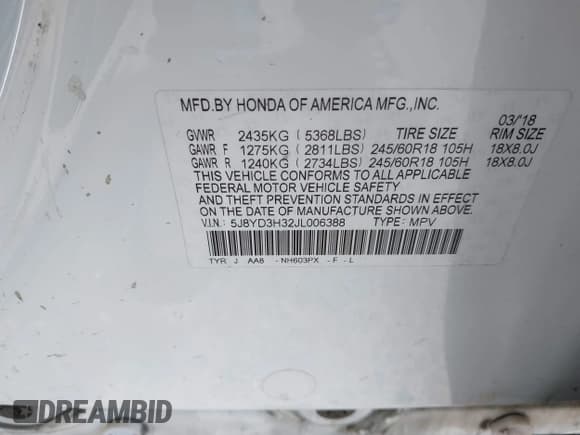 MFD.BY HONDA OF AMERICA MFG.,INC.
03/'18
GVWR 2435KG ( 5368LBS) TIRE SIZE RIM SIZE
GAWR F 1275KG ( 2811LBS) 245/60R18 105H 18X8.0J
GAWR R 1240KG ( 2734LBS) 245/60R18 105H 18X8.0J
THIS VEHICLE CONFORMS TO ALL APPLICABLE
FEDERAL MOTOR VEHICLE SAFETY
AND THEFT PREVENTION STANDARDS IN EFFECT
ON THE DATE OF MANUFACTURE SHOWN ABOVE.
V.I.N.: 5J8YD3H32JL006388 TYPE: MPV
TYR J AA8 - NH603PX - F - L
DREAMBID